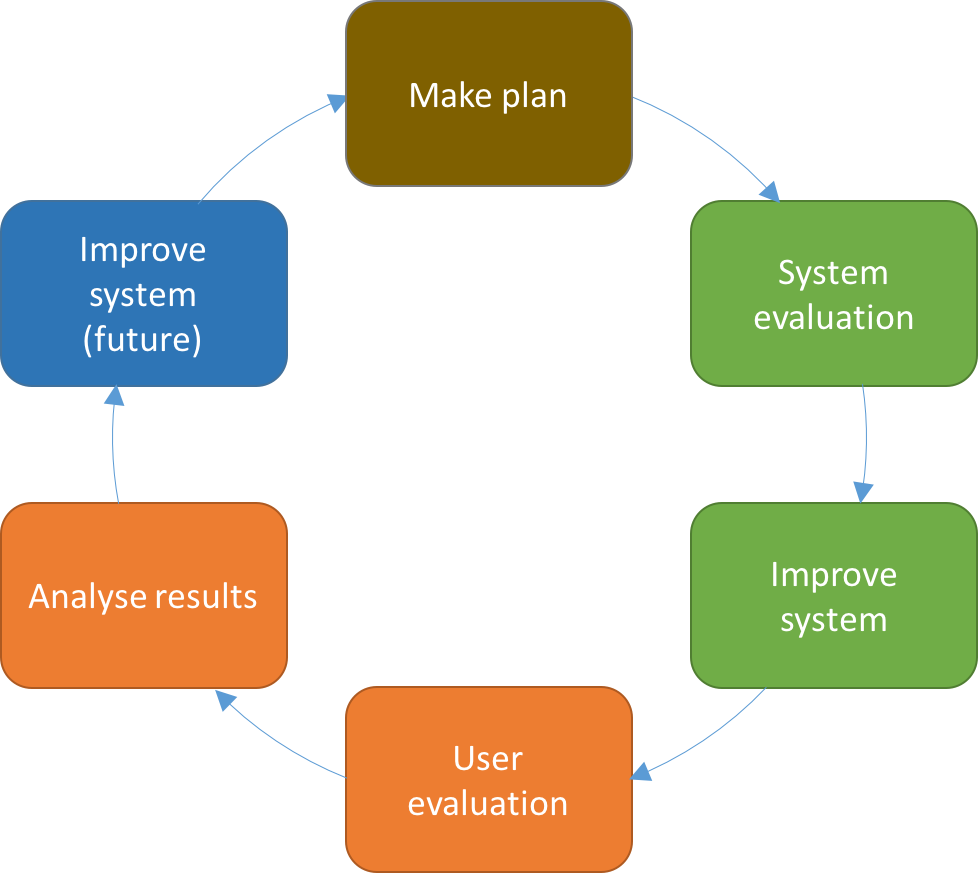 Make plan
System
evaluation
Improve
system
User
evaluation
Analyse results
Improve
system
(future)